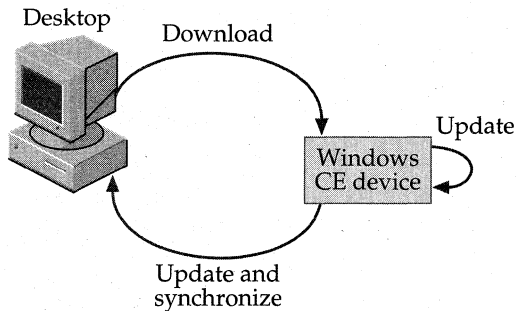 Desktop
Download
Update
Windows
CE device
Update and
synchronize